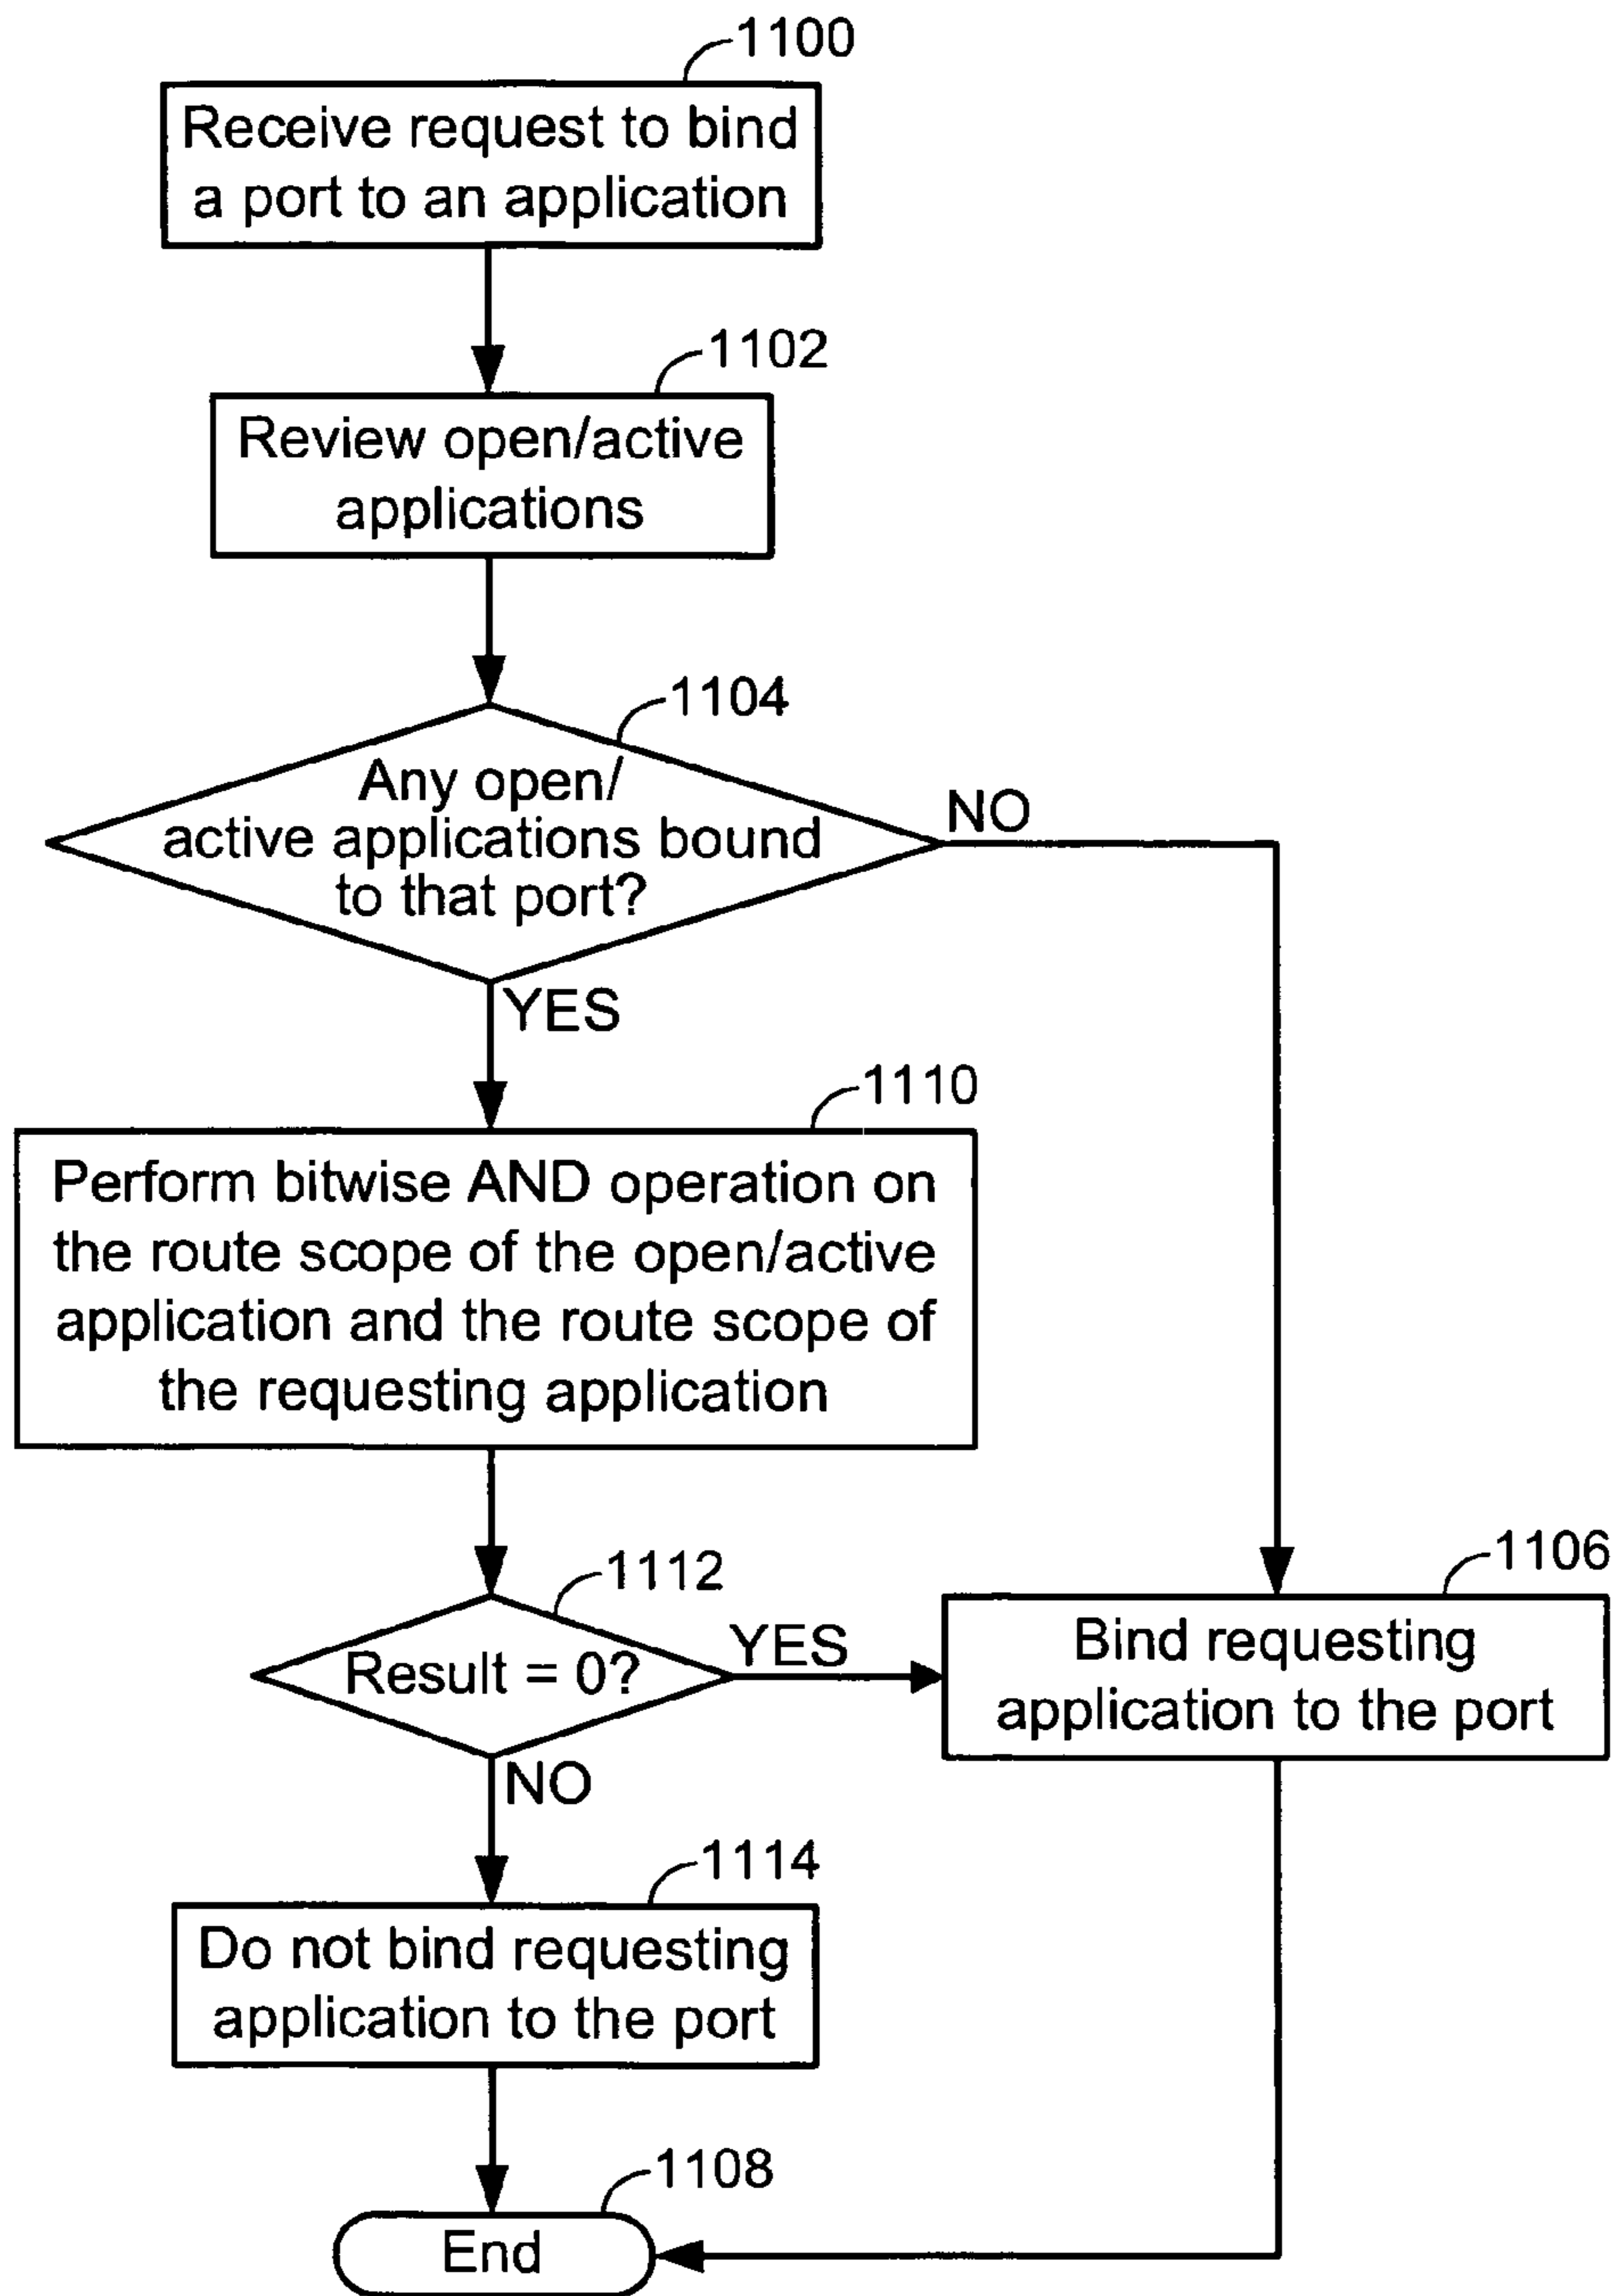 1100
Receive request to bind
a port to an application
1102
Review open/active
applications
1104
Any open/
active applications bound
to that port?
NO
YES
1110
Perform bitwise AND operation on
the route scope of the open/active
application and the route scope of
the requesting application
1112
Result = 0?
YES
1106
Bind requesting
application to the port
NO
1114
Do not bind requesting
application to the port
1108
End